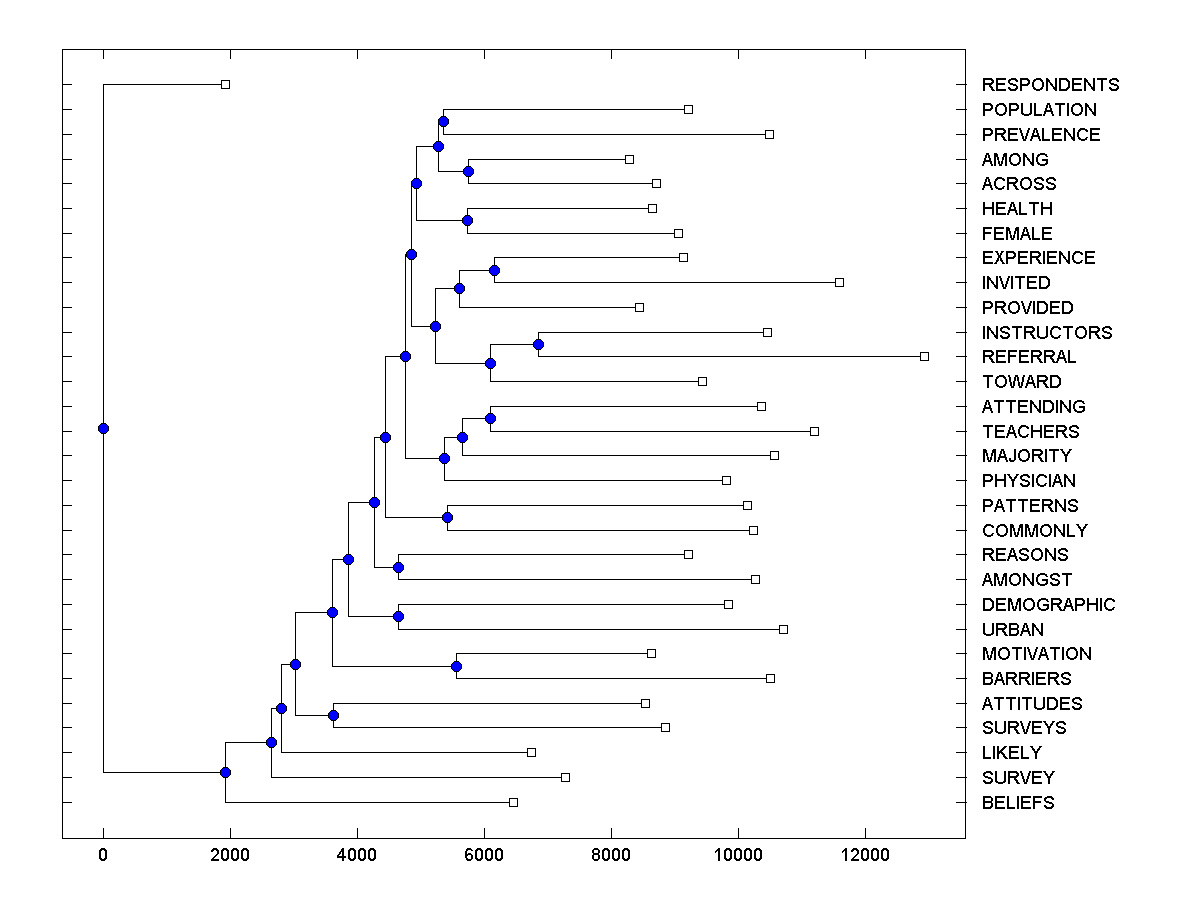 RESPONDENTS
POPULATION
PREVALENCE
AMONG
ACROSS
HEALTH
FEMALE
EXPERIENCE
INVITED
PROVIDED
INSTRUCTORS
REFERRAL
TOWARD
ATTENDING
TEACHERS
MAJORITY
PHYSICIAN
PATTERNS
COMMONLY
REASONS
AMONGST
DEMOGRAPHIC
URBAN
MOTIVATION
BARRIERS
ATTITUDES
SURVEYS
LIKELY
SURVEY
BELIEFS
0 2000 4000 6000 8000 10000 12000